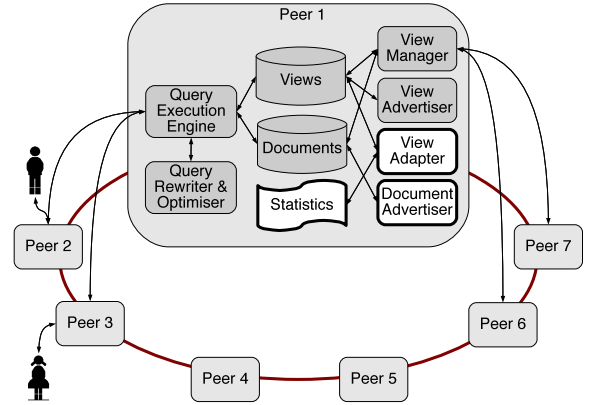 Peer 1
Query
Execution
Engine
Query
Rewriter &
Optimiser
Views
Documents
Statistics
View
Manager
View
Advertiser
View
Adapter
Document
Advertiser
Peer 2
Peer 7
Peer 3
Peer 6
Peer 4
Peer 5